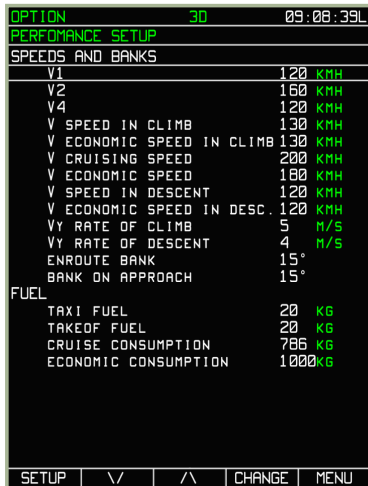 OPTION 3D 09:08:39L
PERFOMANCE SETUP
SPEEDS AND BANKS
V1 120 KMH
V2 160 KMH
V4 120 KMH
V SPEED IN CLIMB 130 KMH
V ECONOMIC SPEED IN CLIMB 130 KMH
V CRUISING SPEED 200 KMH
V ECONOMIC SPEED 180 KMH
V SPEED IN DESCENT 120 KMH
V ECONOMIC SPEED IN DESC. 120 KMH
VY RATE OF CLIMB 5 M/S
VY RATE OF DESCENT 4 M/S
ENROUTE BANK 15°
BANK ON APPROACH 15°
FUEL
TAXI FUEL 20 KG
TAKEOF FUEL 20 KG
CRUISE CONSUMPTION 786 KG
ECONOMIC CONSUMPTION 1000KG
SETUP \/ /\ CHANGE MENU